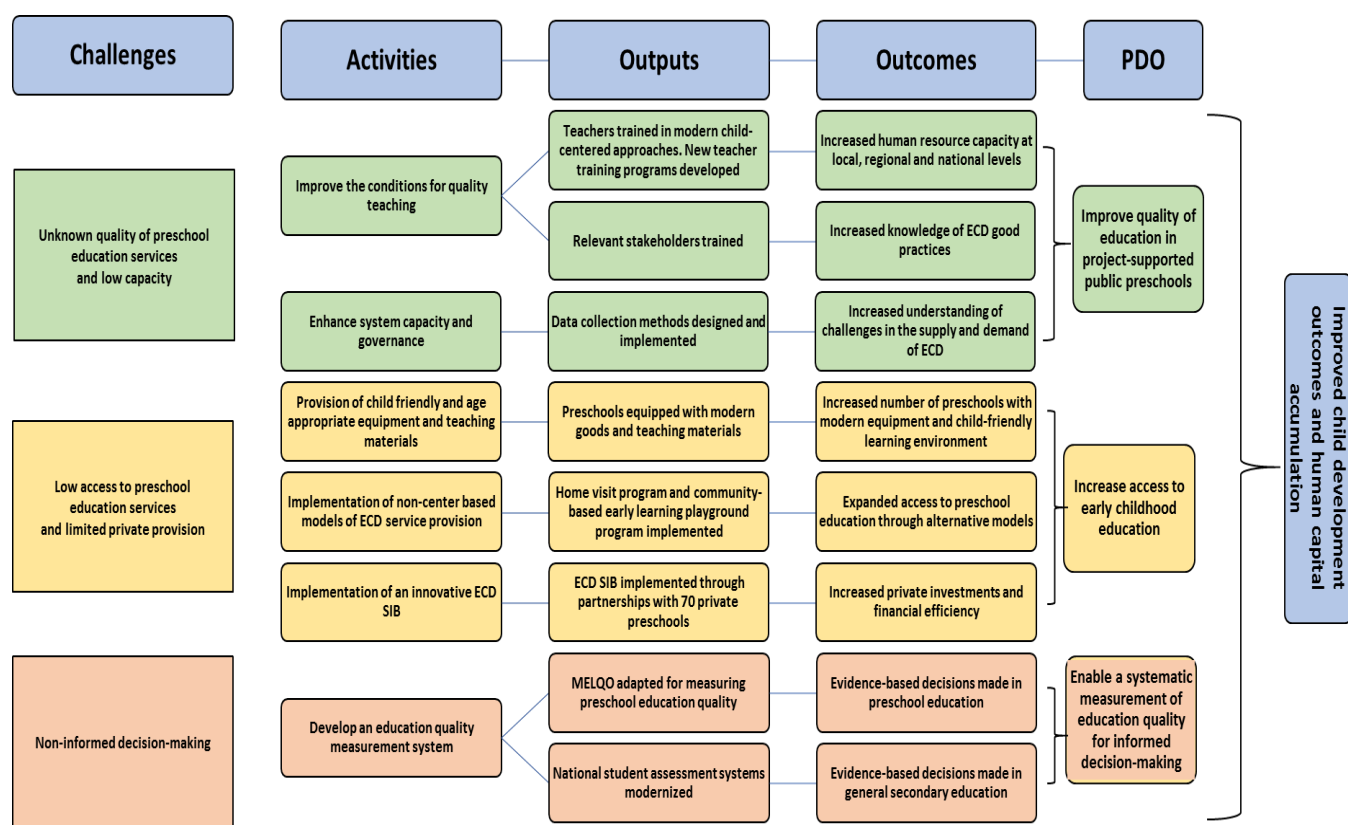 Challenges
Activities
Outputs
Outcomes
PDO
Unknown quality of preschool
education services
and low capacity
Improve the conditions for quality
teaching
Teachers trained in modern child-
centered approaches. New teacher
training programs developed
Increased human resource capacity at
local, regional and national levels
Relevant stakeholders trained
Increased knowledge of ECD good
practices
Enhance system capacity and
governance
Data collection methods designed and
implemented
Increased understanding of
challenges in the supply and demand
of ECD
Improve quality of
education in
project-supported
public preschools
Low access to preschool
education services
and limited private provision
Provision of child friendly and age
appropriate equipment and teaching
materials
Preschools equipped with modern
goods and teaching materials
Increased number of preschools with
modern equipment and child-friendly
learning environment
Implementation of non-center based
models of ECD service provision
Home visit program and community-
based early learning playground
program implemented
Expanded access to preschool
education through alternative models
Implementation of an innovative ECD
SIB
ECD SIB implemented through
partnerships with 70 private
preschools
Increased private investments and
financial efficiency
Increase access to
early childhood
education
Non-informed decision-making
Develop an education quality
measurement system
MELQO adapted for measuring
preschool education quality
Evidence-based decisions made in
preschool education
National student assessment systems
modernized
Evidence-based decisions made in
general secondary education
Enable a systematic
measurement of
education quality
for informed
decision-making
Improved child development
outcomes and human capital
accumulation